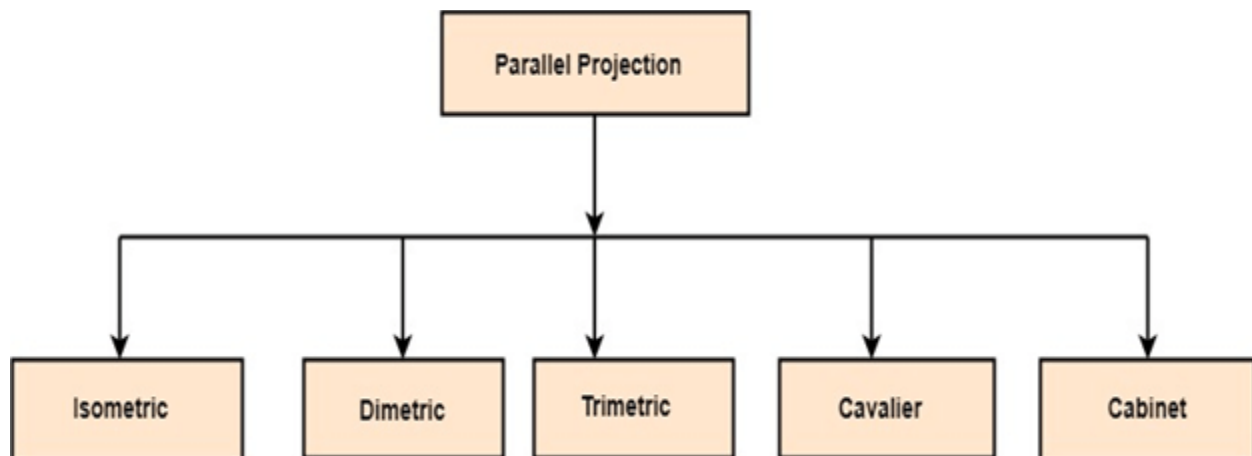 Parallel Projection
Isometric
Dimetric
Trimetric
Cavalier
Cabinet